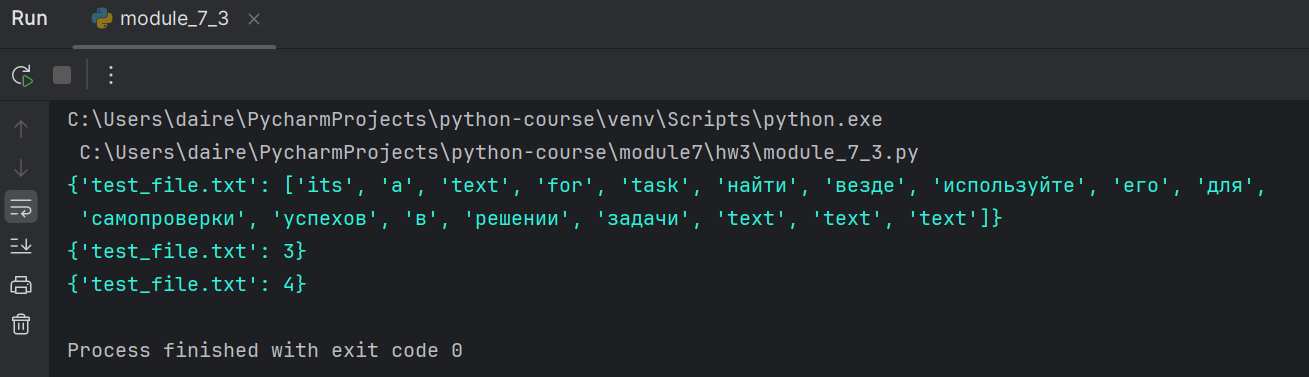 Run module_7_3
C:\Users\daire\PycharmProjects\python-course\venv\Scripts\python.exe
C:\Users\daire\PycharmProjects\python-course\module7\hw3\module_7_3.py
{'test_file.txt': ['its', 'a', 'text', 'for', 'task', 'найти', 'везде', 'используйте', 'его', 'для',
'самопроверки', 'успехов', 'в', 'решении', 'задачи', 'text', 'text', 'text']}
{'test_file.txt': 3}
{'test_file.txt': 4}
Process finished with exit code 0